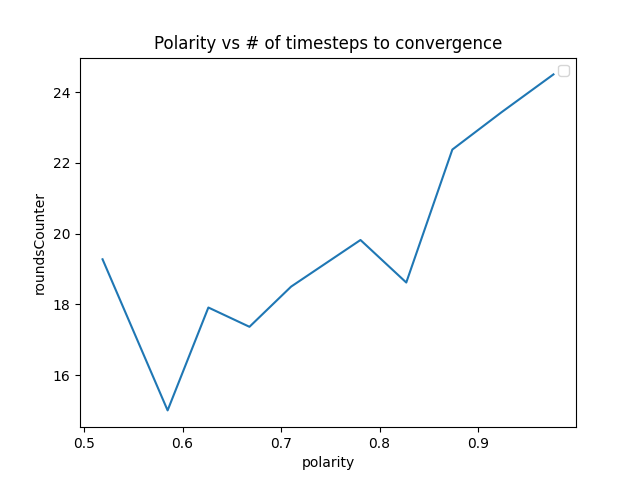 Polarity vs # of timesteps to convergence
24
22
20
18
16
roundsCounter
0.5 0.6 0.7 0.8 0.9
polarity